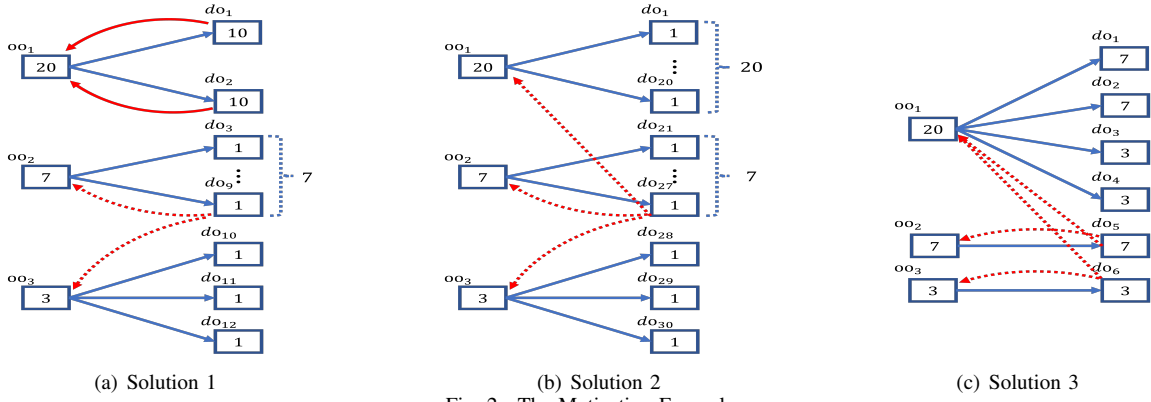 oo₁
20
do₁
10
do₂
10
oo₂
7
do₃
1
...
do₉
1
7
oo₃
3
do₁₀
1
do₁₁
1
do₁₂
1
(a) Solution 1
oo₁
20
do₁
1
...
do₂₀
1
20
oo₂
7
do₂₁
1
...
do₂₇
1
7
oo₃
3
do₂₈
1
do₂₉
1
do₃₀
1
(b) Solution 2
oo₁
20
do₁
7
do₂
7
do₃
3
do₄
3
oo₂
7
do₅
7
oo₃
3
do₆
3
(c) Solution 3